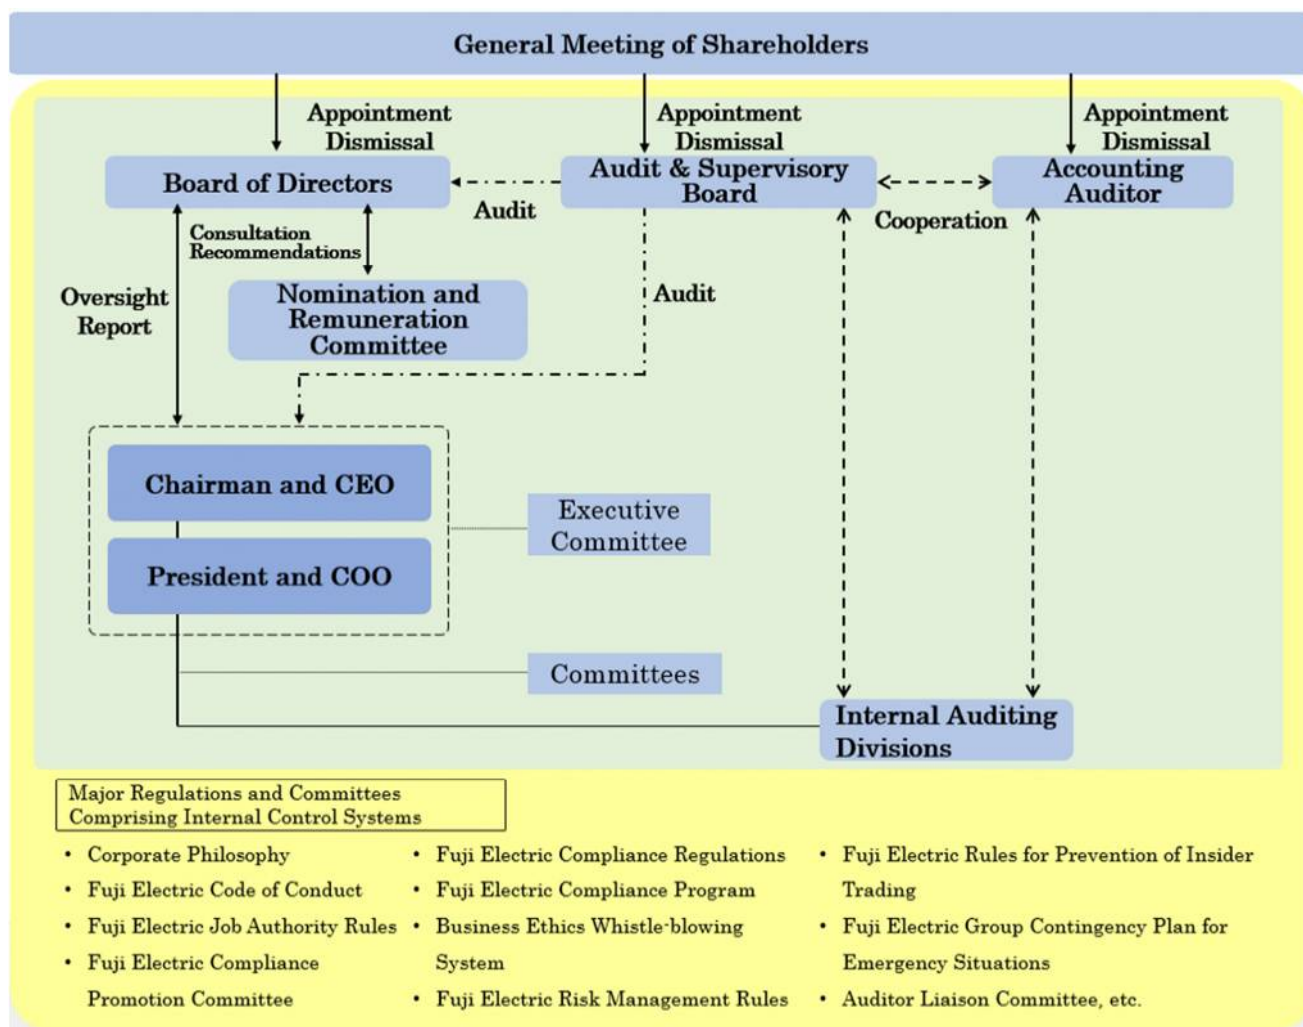 General Meeting of Shareholders
Appointment
Dismissal
Appointment
Dismissal
Appointment
Dismissal
Board of Directors
Audit & Supervisory
Board
Accounting
Auditor
Audit
Cooperation
Consultation
Recommendations
Oversight
Report
Nomination and
Remuneration
Committee
Audit
Chairman and CEO
President and COO
Executive
Committee
Committees
Internal Auditing
Divisions
Major Regulations and Committees
Comprising Internal Control Systems
• Corporate Philosophy
• Fuji Electric Code of Conduct
• Fuji Electric Job Authority Rules
• Fuji Electric Compliance
Promotion Committee
• Fuji Electric Compliance Regulations
• Fuji Electric Compliance Program
• Business Ethics Whistle-blowing
System
• Fuji Electric Risk Management Rules
• Fuji Electric Rules for Prevention of Insider
Trading
• Fuji Electric Group Contingency Plan for
Emergency Situations
• Auditor Liaison Committee, etc.